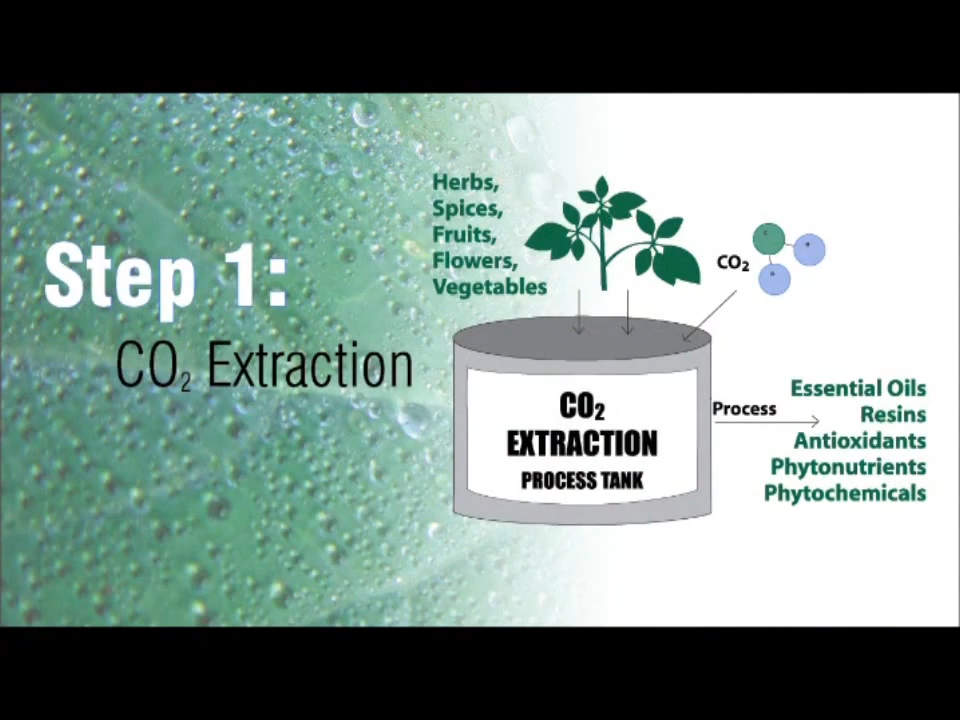 Step 1:
CO₂ Extraction
Herbs,
Spices,
Fruits,
Flowers,
Vegetables
CO₂
CO₂
EXTRACTION
PROCESS TANK
Process
Essential Oils
Resins
Antioxidants
Phytonutrients
Phytochemicals